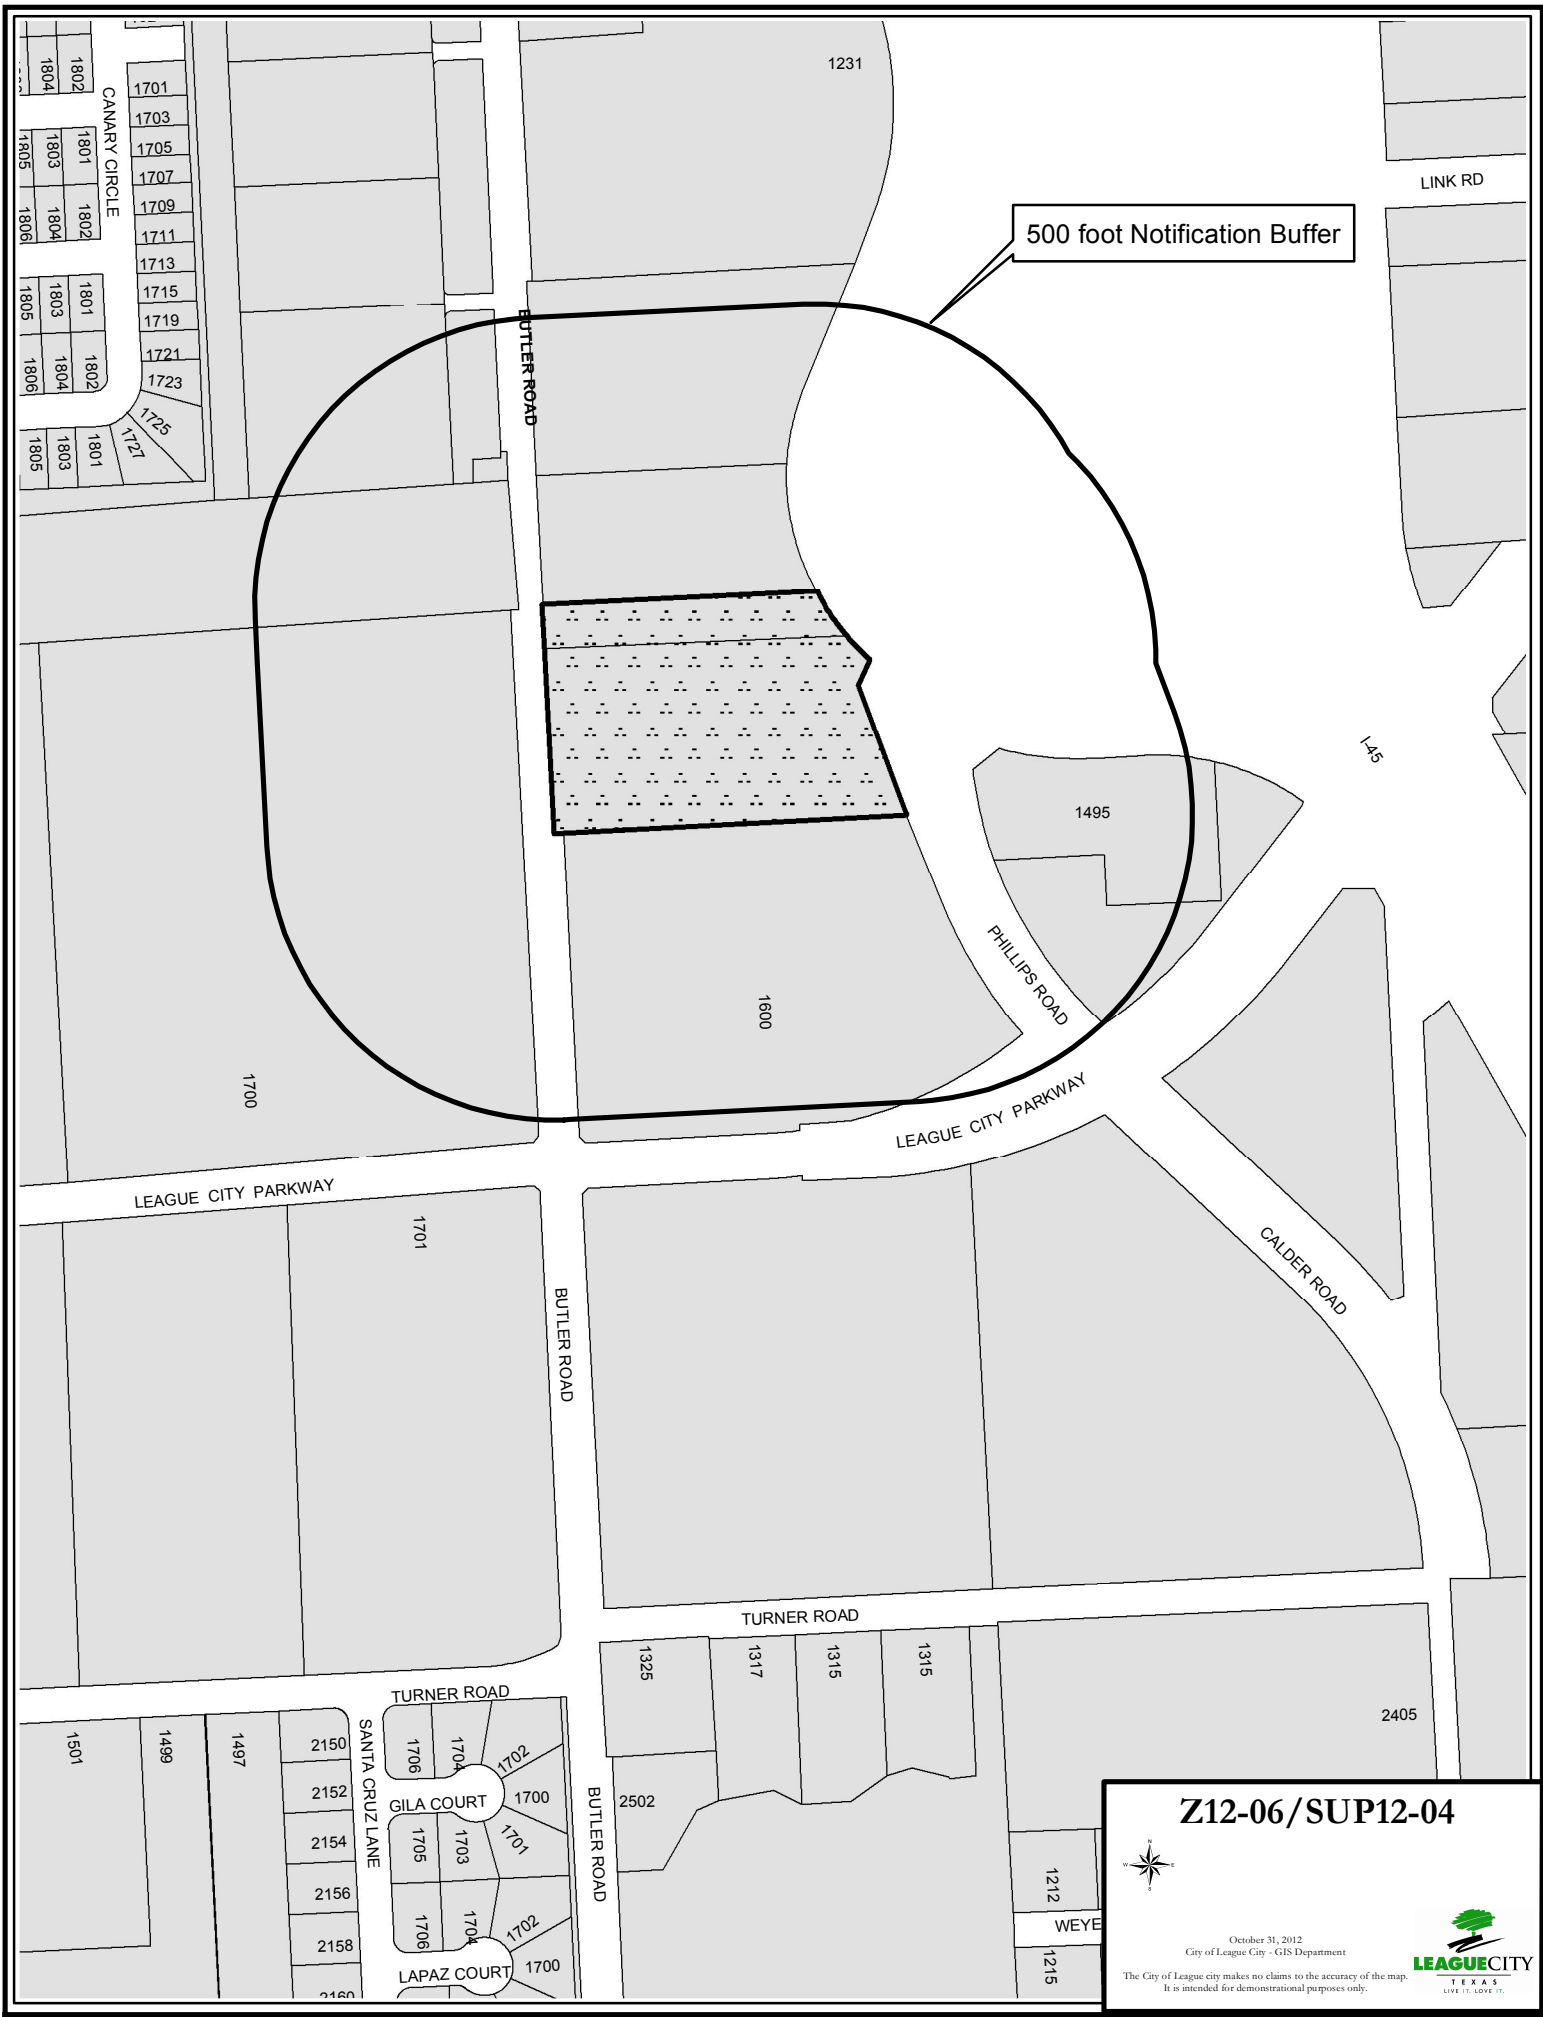 1804
1802
CANARY CIRCLE
1701
1703
1705
1707
1709
1711
1713
1715
1719
1721
1723
1725
1727
1805
1803
1801
1806
1804
1802
1805
1803
1801
1806
1804
1802
1805
1803
1801
1231
LINK RD
500 foot Notification Buffer
BUTLER ROAD
I-45
1495
PHILLIPS ROAD
1600
1700
LEAGUE CITY PARKWAY
LEAGUE CITY PARKWAY
1701
CALDER ROAD
BUTLER ROAD
TURNER ROAD
1325
1317
1315
1315
TURNER ROAD
2405
1501
1499
1497
2150
2152
2154
2156
2158
2160
SANTA CRUZ LANE
1706
1704
1702
GILA COURT
1700
1705
1703
1701
1706
1704
1702
LAPAZ COURT
1700
BUTLER ROAD
2502
1212
WEYE
1215
Z12-06/SUP12-04
N
W
E
S
October 31, 2012
City of League City - GIS Department
The City of League city makes no claims to the accuracy of the map.
It is intended for demonstrational purposes only.
LEAGUECITY
TEXAS
LIVE IT. LOVE IT.